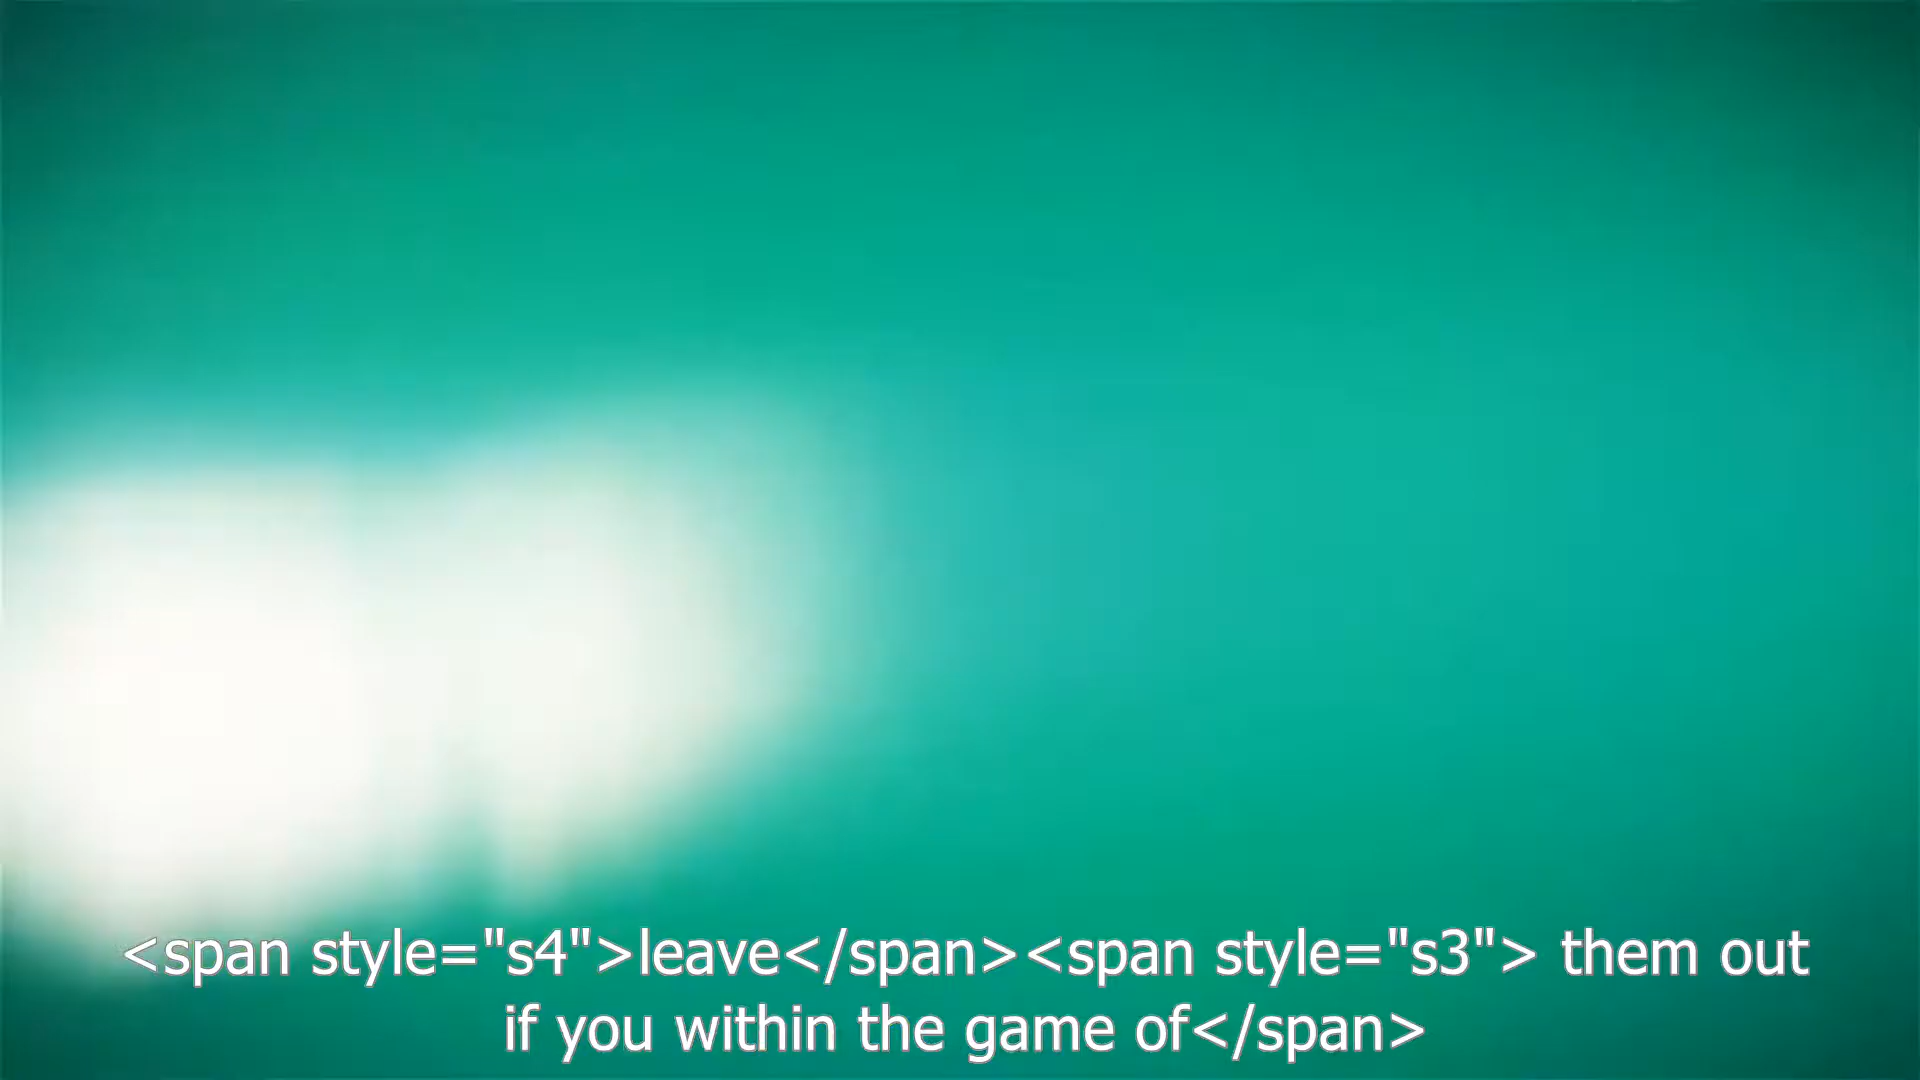 <span style="s4">leave</span><span style="s3"> them out
if you within the game of</span>